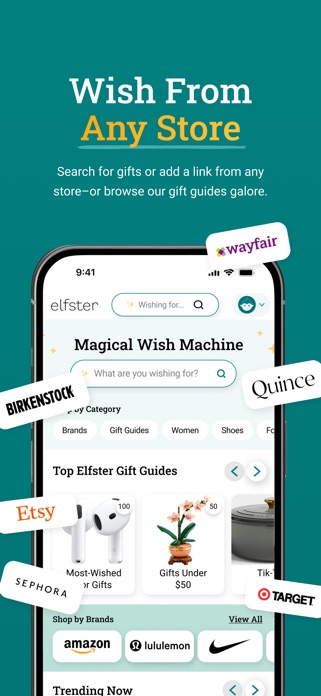 Wish From
Any Store
Search for gifts or add a link from any
store–or browse our gift guides galore.
wayfair
9:41
elfster
Wishing for...
Magical Wish Machine
What are you wishing for?
BIRKENSTOCK
Quince
by Category
Brands
Gift Guides
Women
Shoes
Top Elfster Gift Guides
Etsy
100
50
Most-Wished
or Gifts
Gifts Under
$50
Tik-T
SEPHORA
TARGET
Shop by Brands
View All
amazon
lululemon
Trending Now